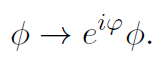 ϕ → e^{iφ} ϕ.